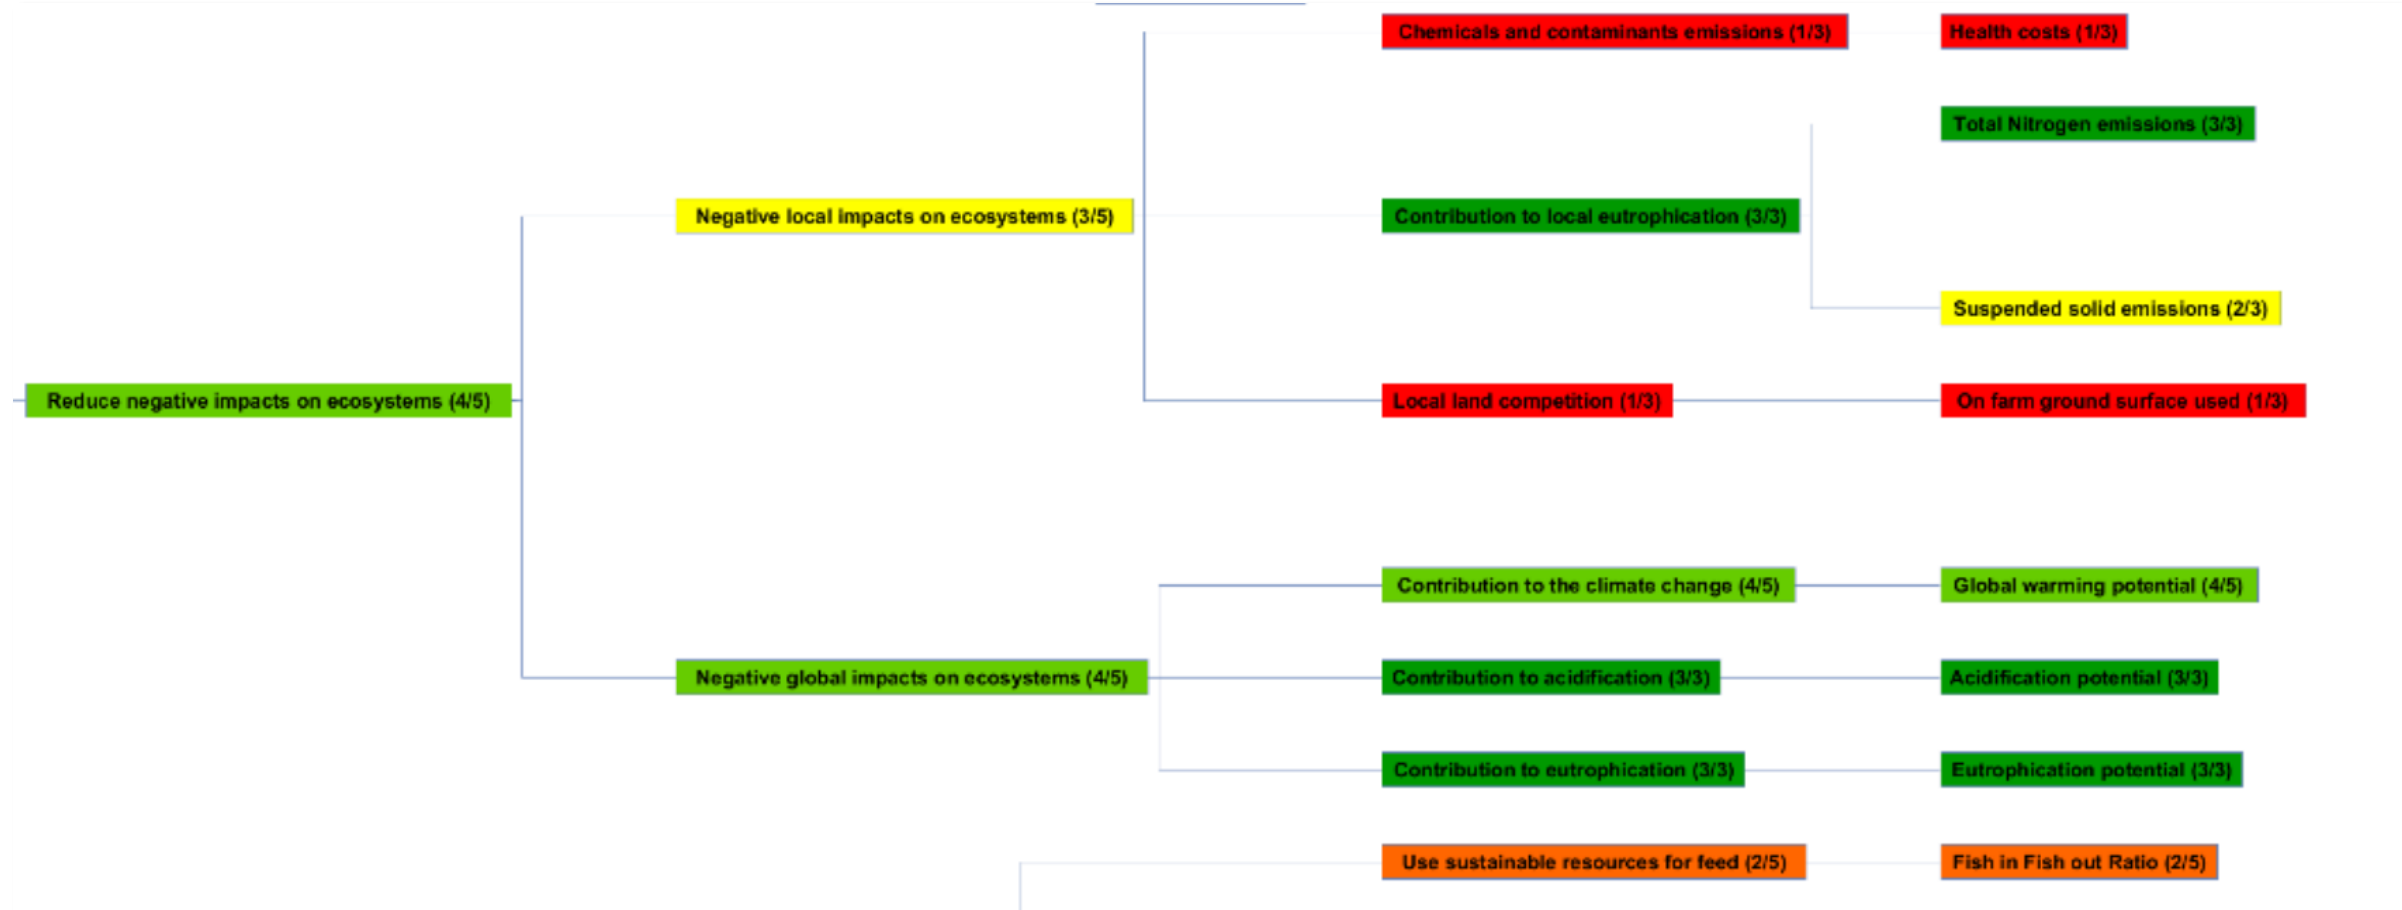 Chemicals and contaminants emissions (1/3)
Health costs (1/3)
Total Nitrogen emissions (3/3)
Negative local impacts on ecosystems (3/5)
Contribution to local eutrophication (3/3)
Suspended solid emissions (2/3)
Reduce negative impacts on ecosystems (4/5)
Local land competition (1/3)
On farm ground surface used (1/3)
Contribution to the climate change (4/5)
Global warming potential (4/5)
Negative global impacts on ecosystems (4/5)
Contribution to acidification (3/3)
Acidification potential (3/3)
Contribution to eutrophication (3/3)
Eutrophication potential (3/3)
Use sustainable resources for feed (2/5)
Fish in Fish out Ratio (2/5)